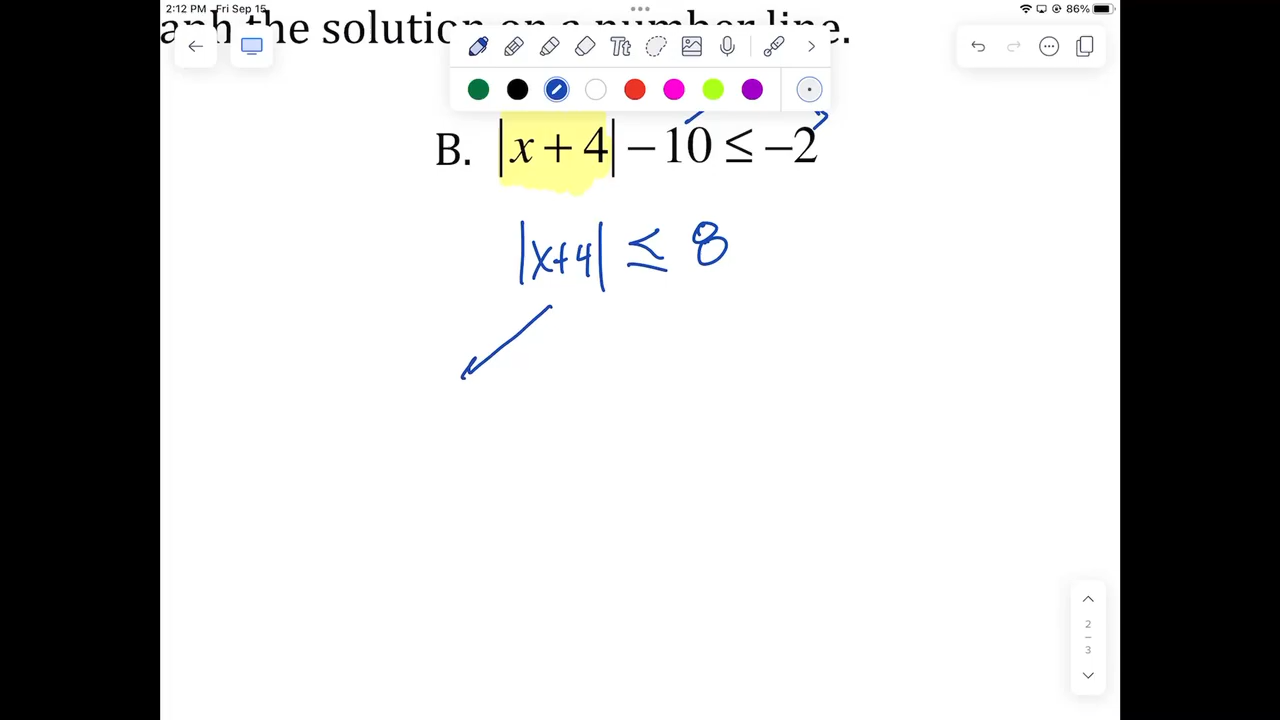 2:12 PM Fri Sep 15
86%
aph the solution on a number line.
Tt
B. |x + 4| − 10 ≤ −2
|x+4| ≤ 8
2
3